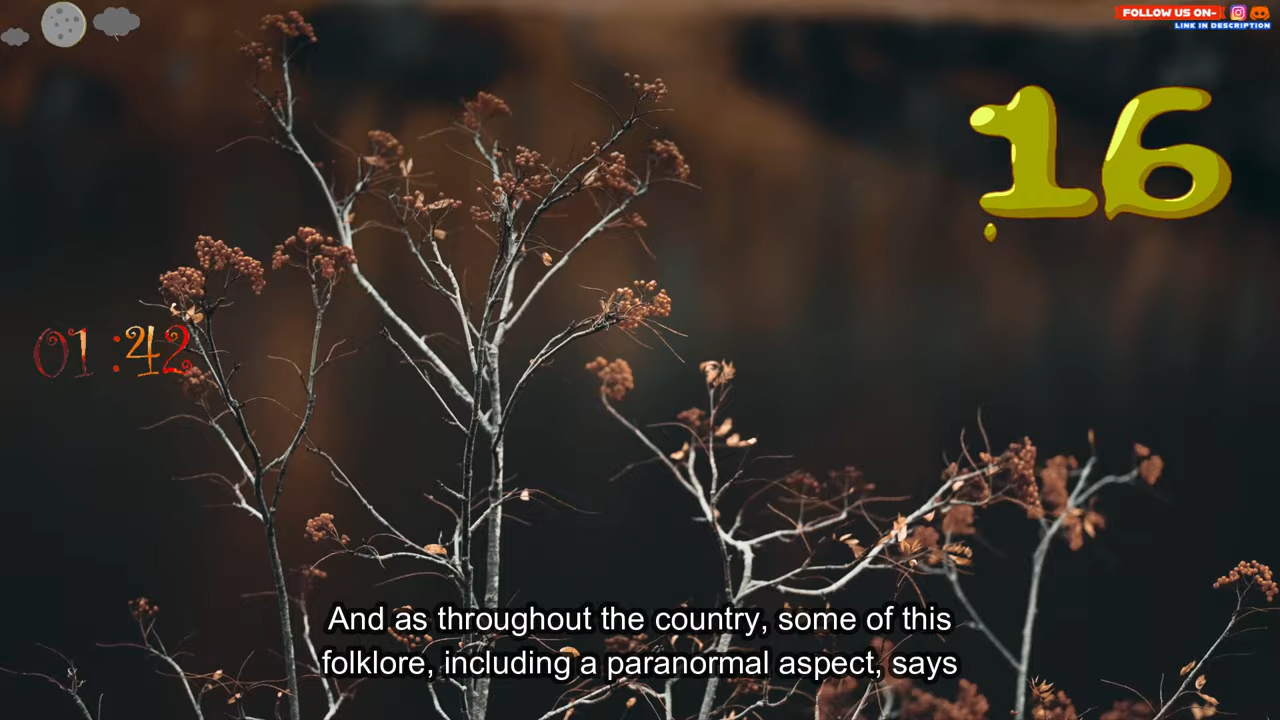 FOLLOW US ON-
LINK IN DESCRIPTION
16
01:42
And as throughout the country, some of this
folklore, including a paranormal aspect, says